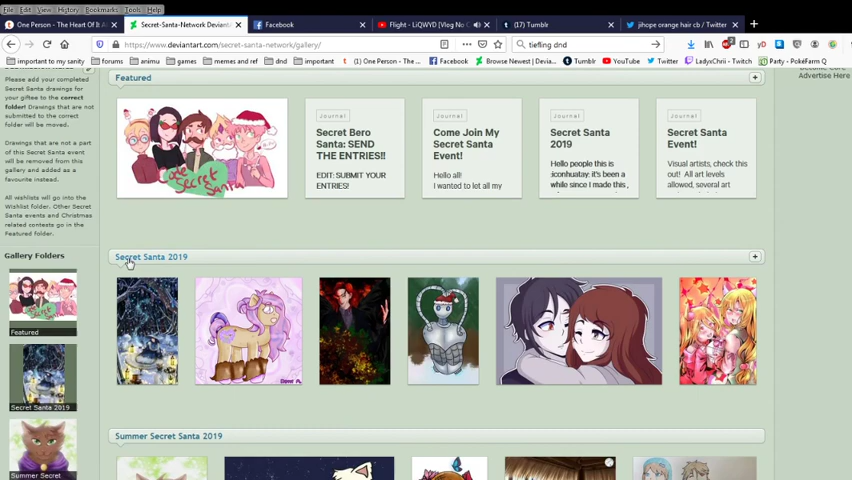 File Edit View History Bookmarks Tools Help
One Person - The Heart Of It Al
Secret-Santa-Network Deviant
Facebook
Flight - LiQWYD [Vlog No C
(17) Tumblr
jihope orange hair cb / Twitter
https://www.deviantart.com/secret-santa-network/gallery/
tiefling dnd
important to my sanity
forums
games
memes and ref
dnd
important
(1) One Person - The
Facebook
Browse Newest | Devia
Tumblr
YouTube
Twitter
LadyxChrii - Twitch
Party - PokéFarm Q
Advertise Here
Please add your completed
Secret Santa drawings for
your giftee to the correct
folder! Drawings that are not
submitted to the correct
folder will be moved.
Drawings that are not a part
of this Secret Santa event
will be removed from this
gallery and added as a
favourite instead.
All wishlists will go into the
Wishlist folder. Other Secret
Santa events and Christmas
related contests go in the
Featured folder.
Gallery Folders
Featured
Secret Santa 2019
Summer Secret
Featured
Secret Santa
Journal
Secret Bero
Santa: SEND
THE ENTRIES!!
EDIT: SUBMIT YOUR
ENTRIES!
Journal
Come Join My
Secret Santa
Event!
Hello all!
I wanted to let all my
Journal
Secret Santa
2019
Hello people this is
:iconhuatay: it's been a
while since I made this ,
Journal
Secret Santa
Event!
Visual artists, check this
out! All art levels
allowed, several art
Secret Santa 2019
Summer Secret Santa 2019